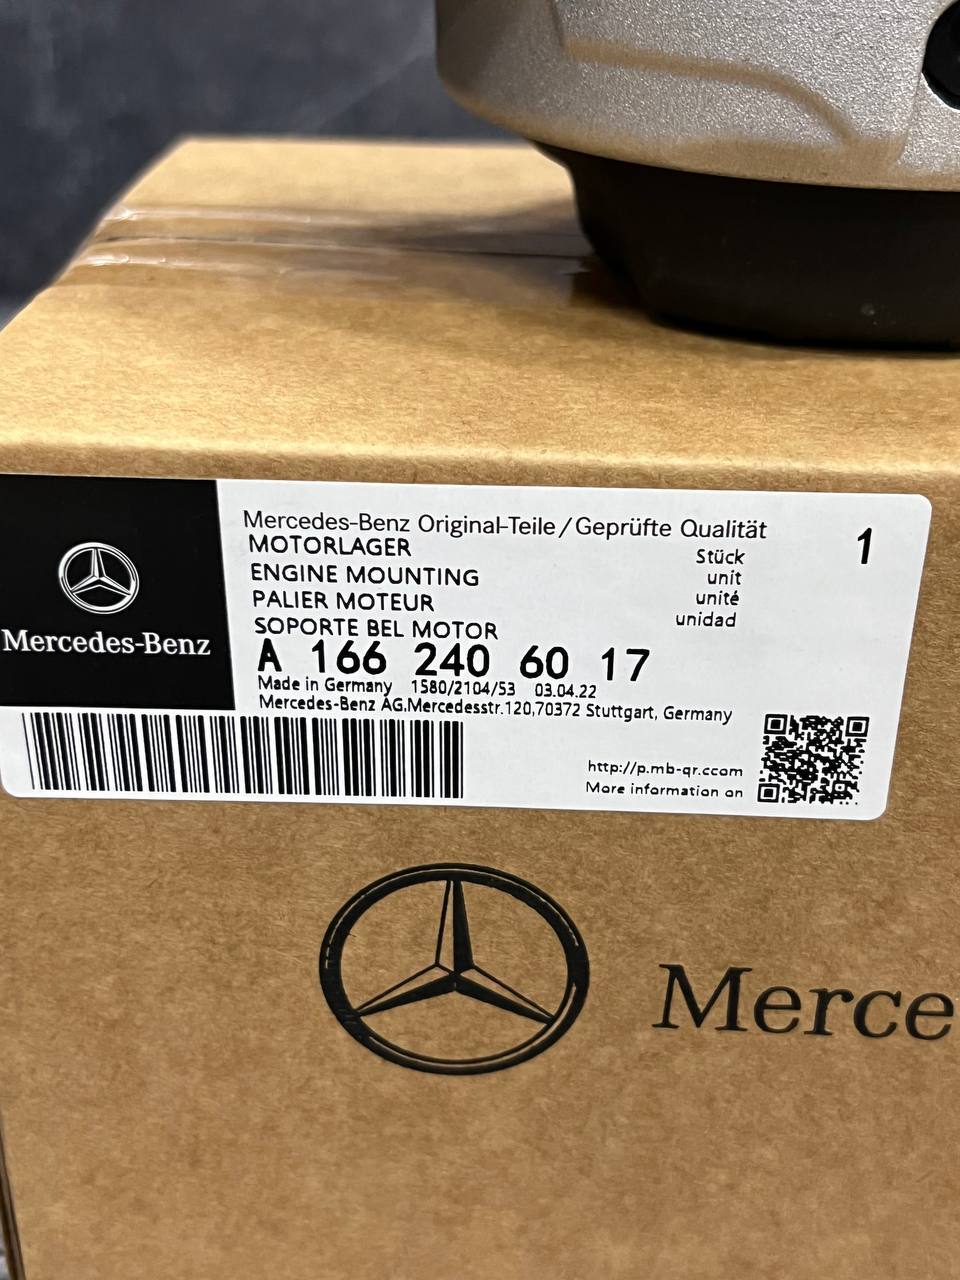 Mercedes-Benz
Mercedes-Benz Original-Teile/Geprüfte Qualität
MOTORLAGER
ENGINE MOUNTING
PALIER MOTEUR
SOPORTE BEL MOTOR
Stück
unit
unité
unidad
1
A 166 240 60 17
Made in Germany 1580/2104/53 03.04.22
Mercedes-Benz AG.Mercedesstr.120,70372 Stuttgart, Germany
http://p.mb-qr.ccom
More information on
Merce